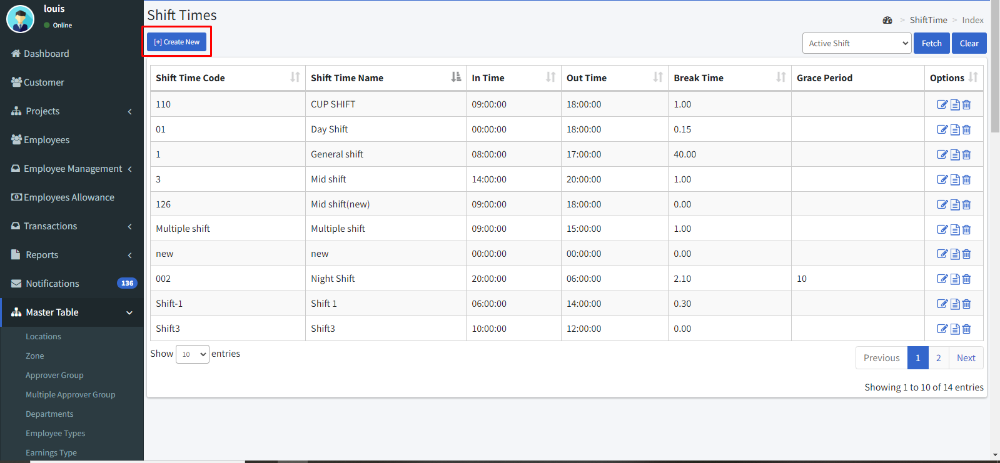 louis
Online
Dashboard
Customer
Projects
Employees
Employee Management
Employees Allowance
Transactions
Reports
Notifications 136
Master Table
Locations
Zone
Approver Group
Multiple Approver Group
Departments
Employee Types
Earnings Type
Shift Times
> ShiftTime > Index
[+] Create New
Active Shift Fetch Clear
Shift Time Code Shift Time Name In Time Out Time Break Time Grace Period Options
110 CUP SHIFT 09:00:00 18:00:00 1.00
01 Day Shift 00:00:00 18:00:00 0.15
1 General shift 08:00:00 17:00:00 40.00
3 Mid shift 14:00:00 20:00:00 1.00
126 Mid shift(new) 09:00:00 18:00:00 0.00
Multiple shift Multiple shift 09:00:00 15:00:00 1.00
new new 00:00:00 00:00:00 0.00
002 Night Shift 20:00:00 06:00:00 2.10 10
Shift-1 Shift 1 06:00:00 14:00:00 0.30
Shift3 Shift3 10:00:00 12:00:00 0.00
Show 10 entries
Previous 1 2 Next
Showing 1 to 10 of 14 entries